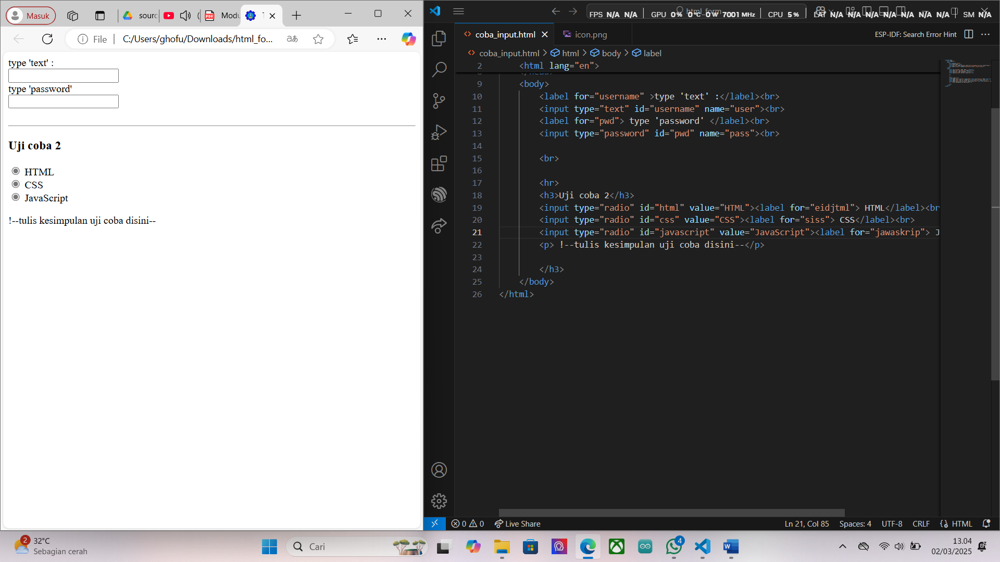 Masuk
sourc
Modu
T
File
C:/Users/ghofu/Downloads/html_fo...
type 'text' :
type 'password'
Uji coba 2
HTML
CSS
JavaScript
!--tulis kesimpulan uji coba disini--
FPS N/A N/A GPU 0% 0°C 0W 7001 MHz CPU 5% LAT N/A N/A N/A N/A N/A N/A N/A SM N/A
html_form
coba_input.html
icon.png
ESP-IDF: Search Error Hint
coba_input.html > html > body > label
2 <html lang="en">
9 <body>
10 <label for="username" >type 'text' :</label><br>
11 <input type="text" id="username" name="user"><br>
12 <label for="pwd"> type 'password' </label><br>
13 <input type="password" id="pwd" name="pass"><br>
14
15 <br>
16
17 <hr>
18 <h3>Uji coba 2</h3>
19 <input type="radio" id="html" value="HTML"><label for="eidjtml"> HTML</label><br
20 <input type="radio" id="css" value="CSS"><label for="siss"> CSS</label><br>
21 <input type="radio" id="javascript" value="JavaScript"><label for="jawaskrip"> J
22 <p> !--tulis kesimpulan uji coba disini--</p>
23
24 </h3>
25 </body>
26 </html>
0 0 Live Share
Ln 21, Col 85 Spaces: 4 UTF-8 CRLF HTML
2 32°C
Sebagian cerah
Cari
4
13.04
02/03/2025